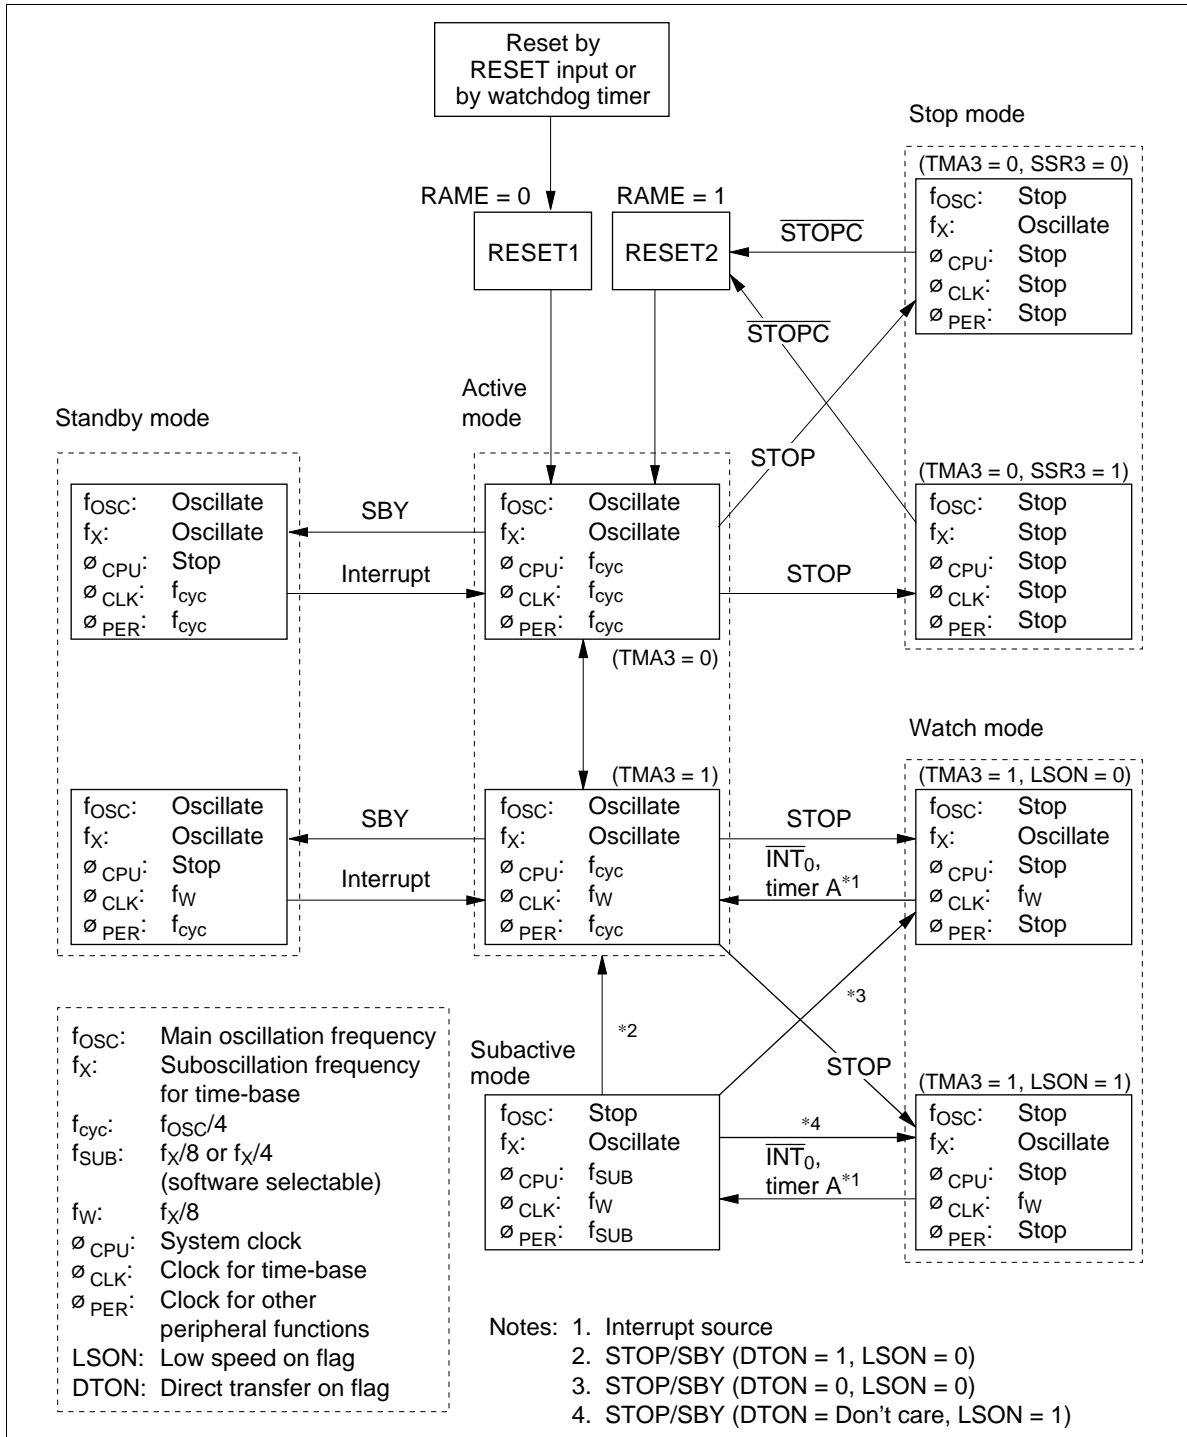 Reset by
RESET input or
by watchdog timer
Stop mode
RAME = 0
RAME = 1
(TMA3 = 0, SSR3 = 0)
RESET1
RESET2
STOPC
fOSC: Stop
fX: Oscillate
ø CPU: Stop
ø CLK: Stop
ø PER: Stop
STOPC
Standby mode
Active
mode
STOP
(TMA3 = 0, SSR3 = 1)
fOSC: Oscillate
fX: Oscillate
ø CPU: Stop
ø CLK: fcyc
ø PER: fcyc
SBY
Interrupt
fOSC: Oscillate
fX: Oscillate
ø CPU: fcyc
ø CLK: fcyc
ø PER: fcyc
(TMA3 = 0)
STOP
fOSC: Stop
fX: Stop
ø CPU: Stop
ø CLK: Stop
ø PER: Stop
Watch mode
(TMA3 = 1)
(TMA3 = 1, LSON = 0)
fOSC: Oscillate
fX: Oscillate
ø CPU: Stop
ø CLK: fW
ø PER: fcyc
SBY
Interrupt
fOSC: Oscillate
fX: Oscillate
ø CPU: fcyc
ø CLK: fW
ø PER: fcyc
STOP
INT0,
timer A*1
fOSC: Stop
fX: Oscillate
ø CPU: Stop
ø CLK: fW
ø PER: Stop
*2
*3
STOP
Subactive
mode
(TMA3 = 1, LSON = 1)
fOSC: Stop
fX: Oscillate
ø CPU: fSUB
ø CLK: fW
ø PER: fSUB
*4
INT0,
timer A*1
fOSC: Stop
fX: Oscillate
ø CPU: Stop
ø CLK: fW
ø PER: Stop
fOSC: Main oscillation frequency
fX: Suboscillation frequency
for time-base
fcyc: fOSC/4
fSUB: fX/8 or fX/4
(software selectable)
fW: fX/8
ø CPU: System clock
ø CLK: Clock for time-base
ø PER: Clock for other
peripheral functions
LSON: Low speed on flag
DTON: Direct transfer on flag
Notes: 1. Interrupt source
2. STOP/SBY (DTON = 1, LSON = 0)
3. STOP/SBY (DTON = 0, LSON = 0)
4. STOP/SBY (DTON = Don't care, LSON = 1)